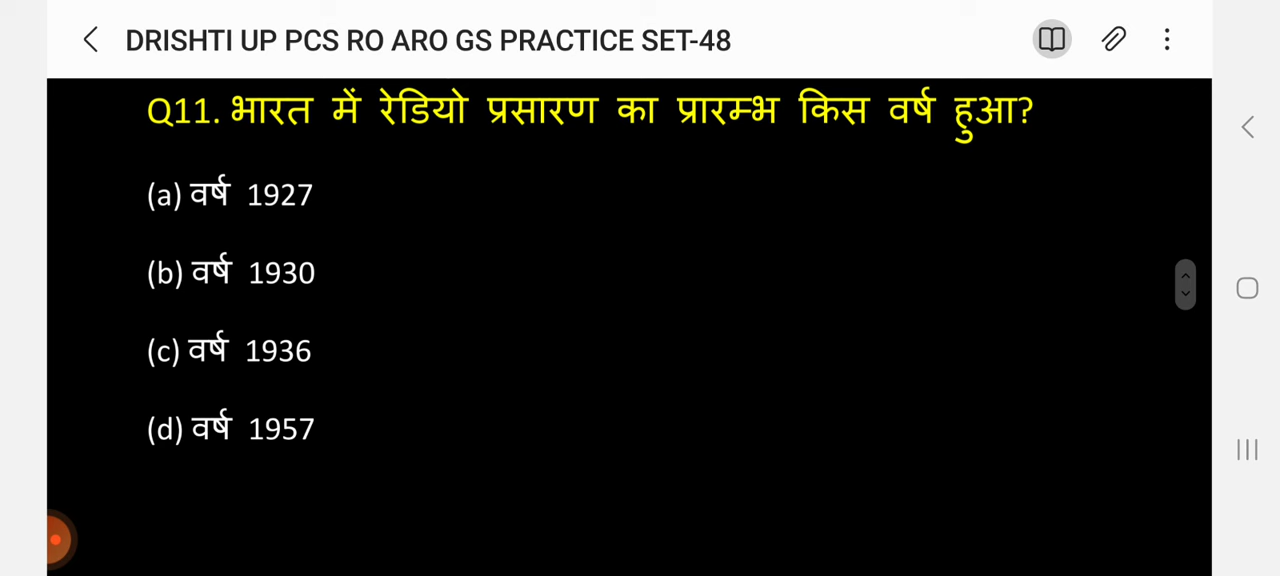 DRISHTI UP PCS RO ARO GS PRACTICE SET-48
Q11. भारत में रेडियो प्रसारण का प्रारम्भ किस वर्ष हुआ?
(a) वर्ष 1927
(b) वर्ष 1930
(c) वर्ष 1936
(d) वर्ष 1957